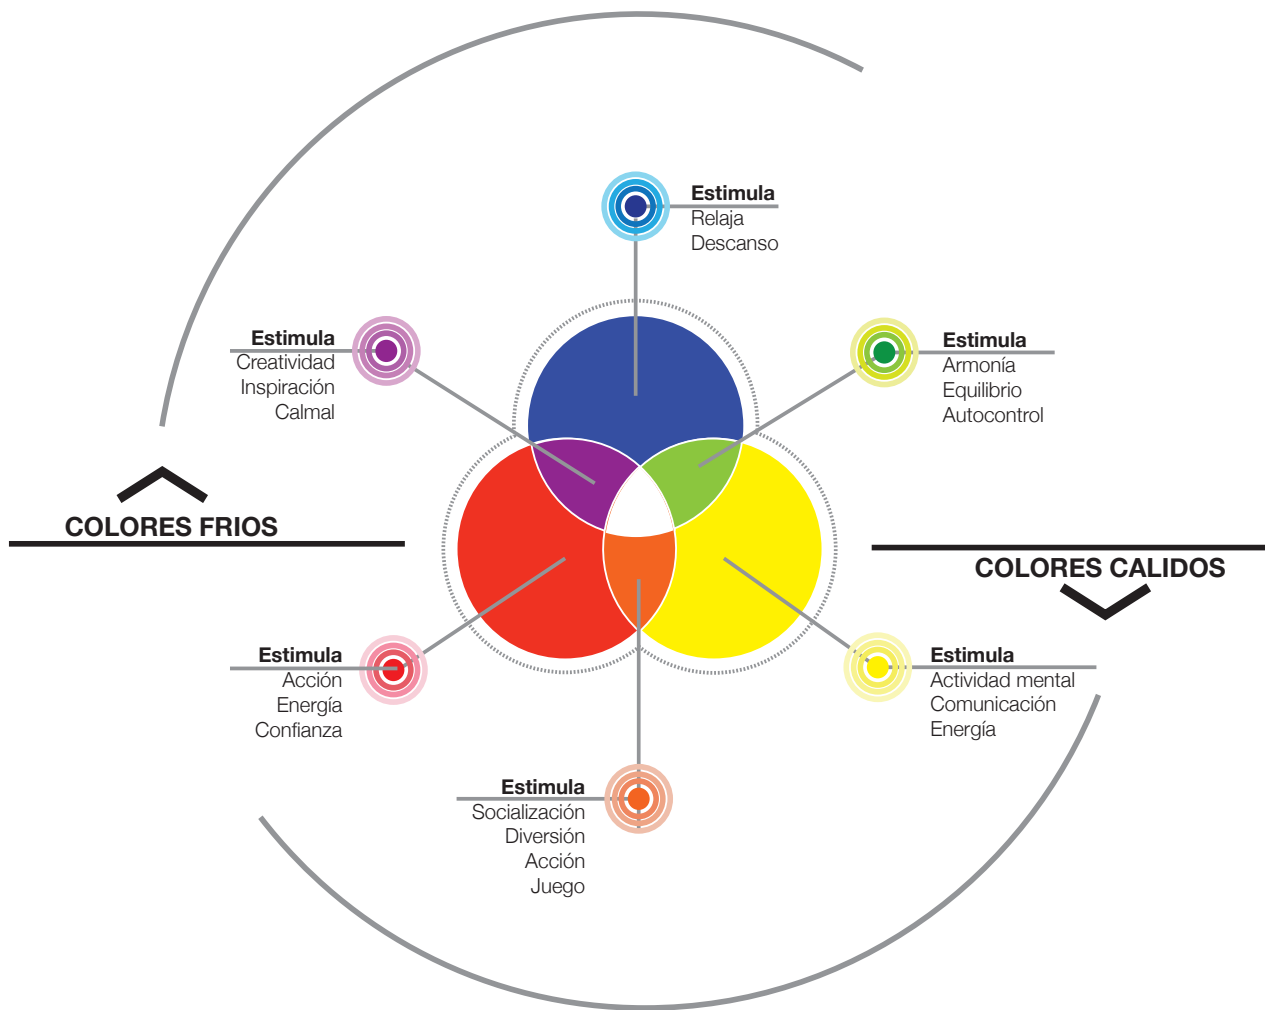 Estimula
Relaja
Descanso
Estimula
Creatividad
Inspiración
Calmal
Estimula
Armonía
Equilibrio
Autocontrol
COLORES FRIOS
COLORES CALIDOS
Estimula
Acción
Energía
Confianza
Estimula
Actividad mental
Comunicación
Energía
Estimula
Socialización
Diversión
Acción
Juego